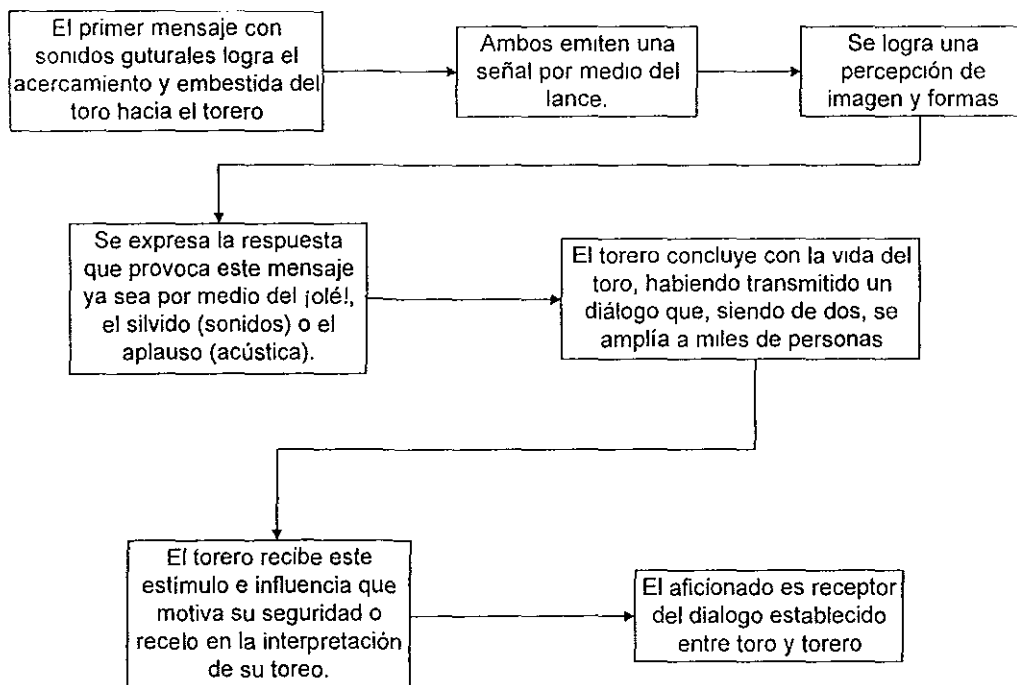 El primer mensaje con
sonidos guturales logra el
acercamiento y embestida del
toro hacia el torero
Ambos emiten una
señal por medio del
lance.
Se logra una
percepción de
imagen y formas
Se expresa la respuesta
que provoca este mensaje
ya sea por medio del ¡olé!,
el silvido (sonidos) o el
aplauso (acústica).
El torero concluye con la vida del
toro, habiendo transmitido un
diálogo que, siendo de dos, se
amplía a miles de personas
El torero recibe este
estímulo e influencia que
motiva su seguridad o
recelo en la interpretación
de su toreo.
El aficionado es receptor
del dialogo establecido
entre toro y torero